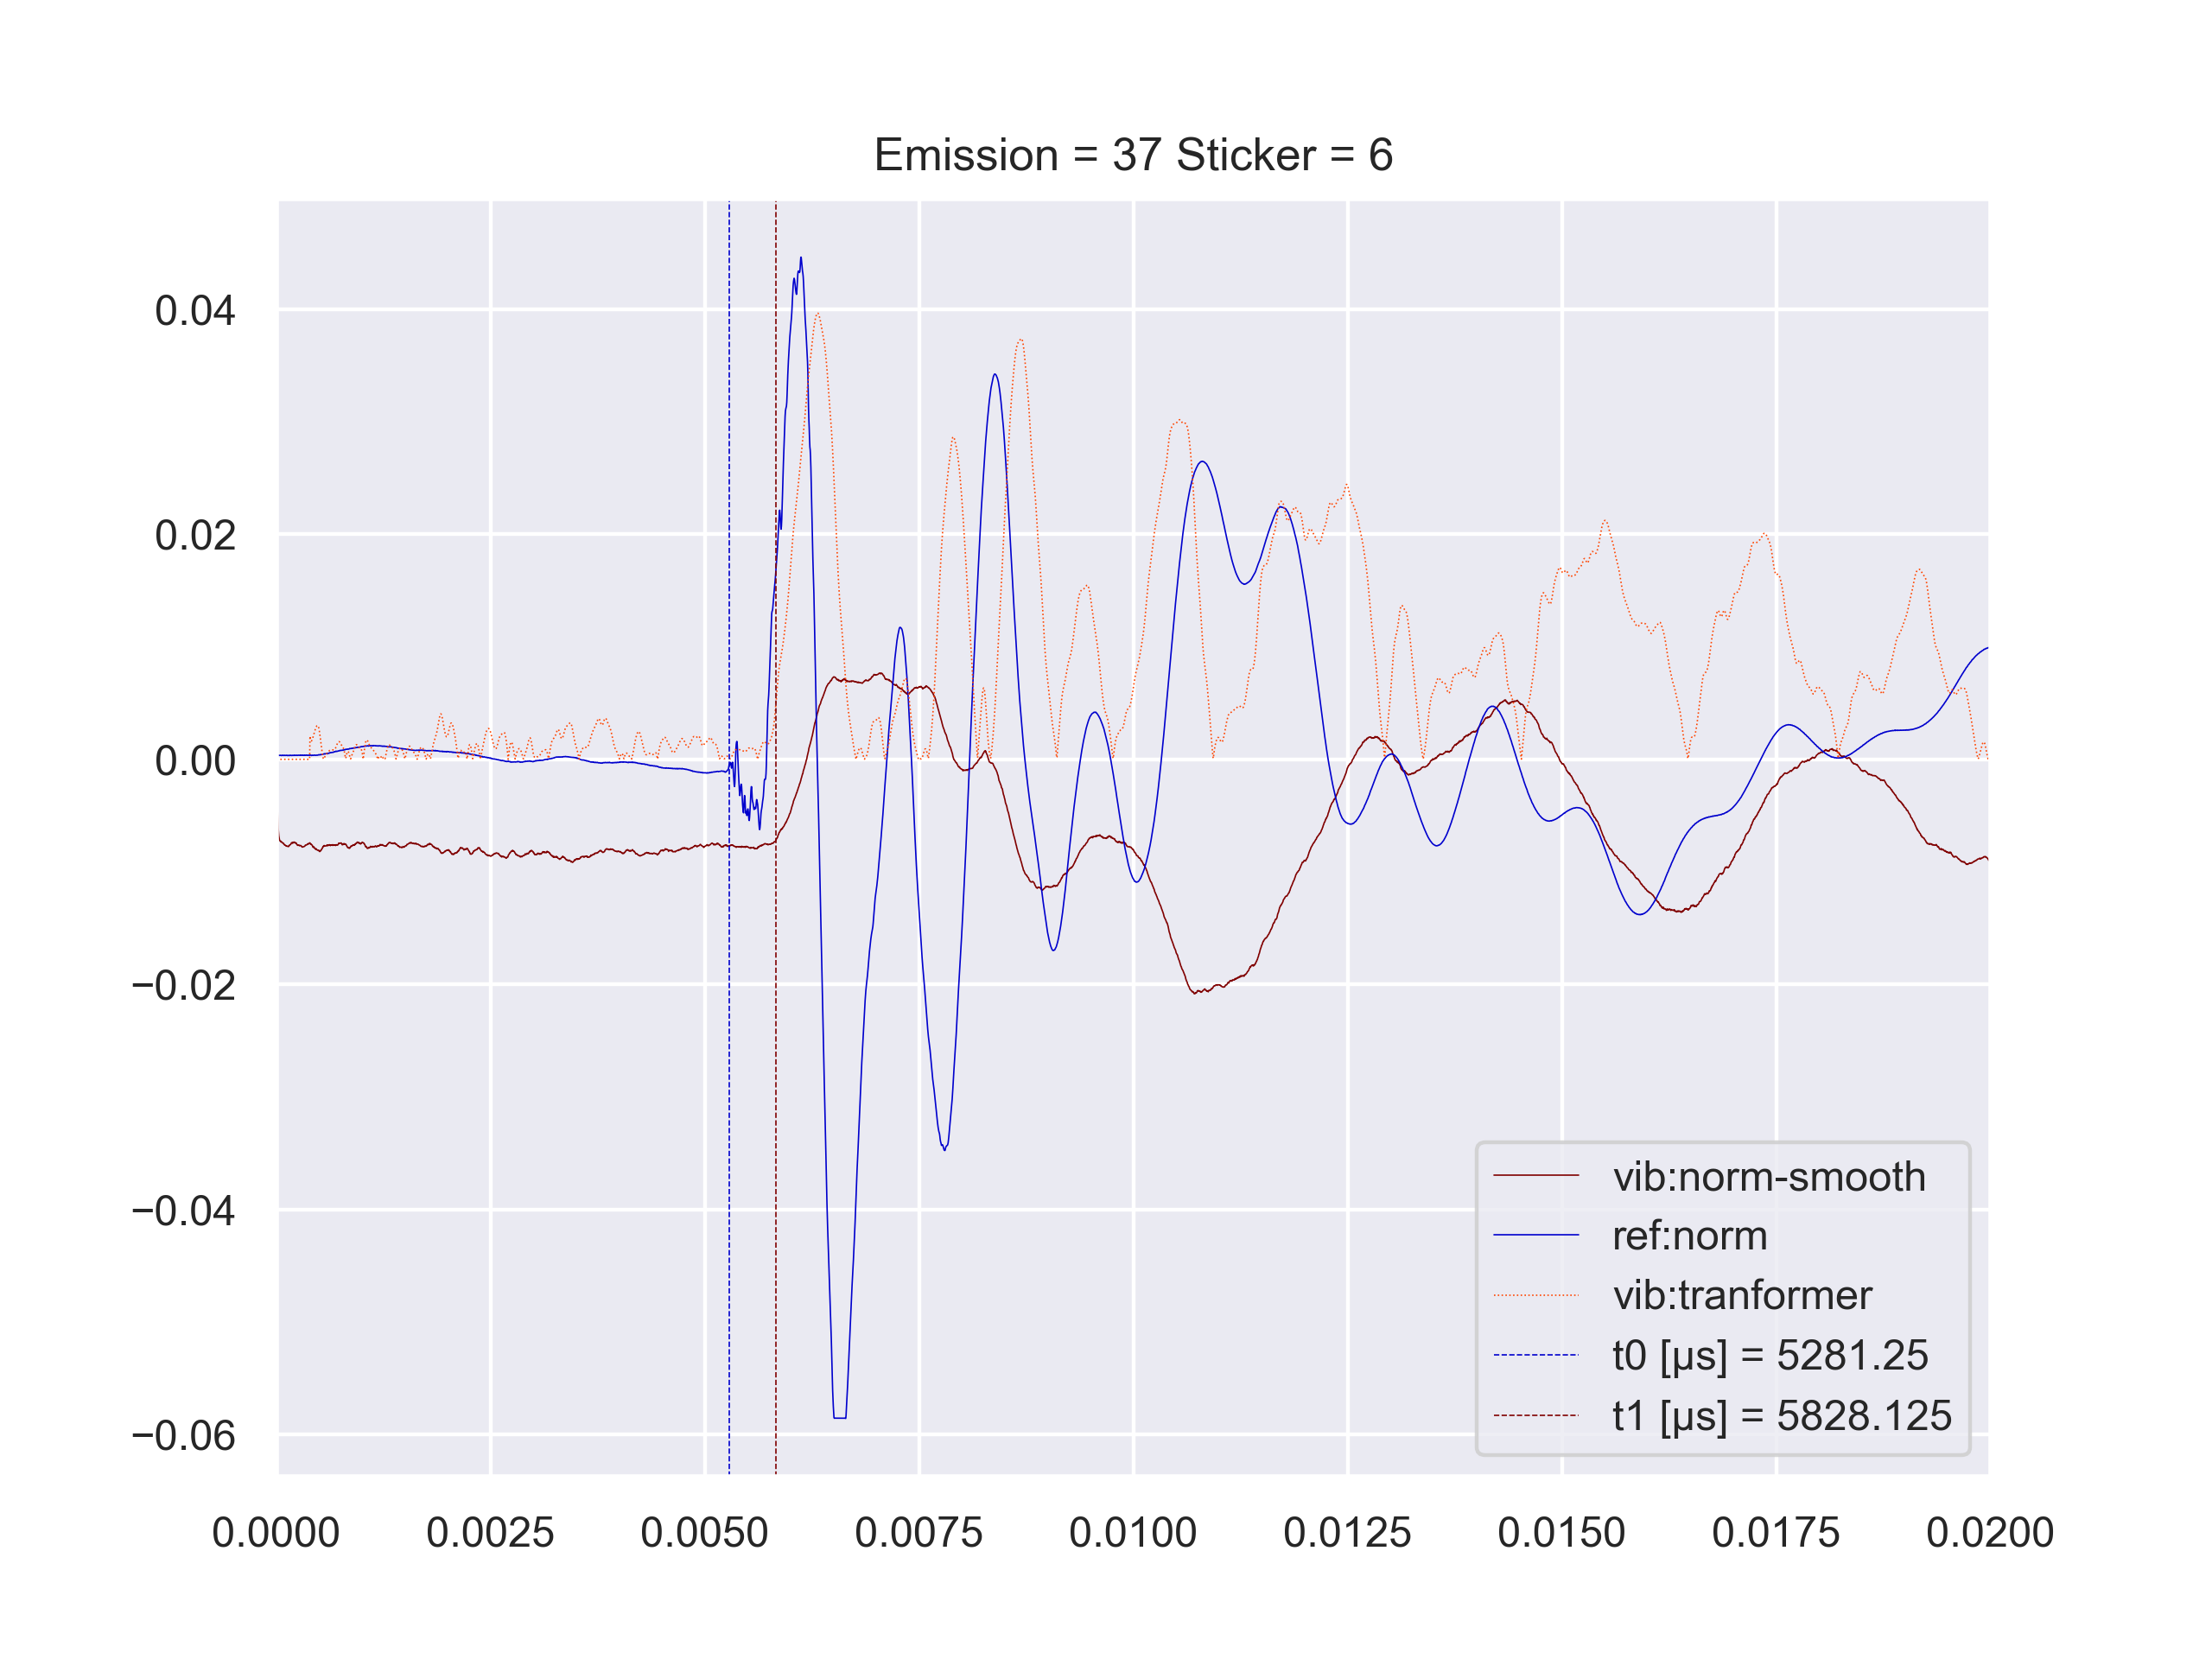 Emission = 37 Sticker = 6
0.04
0.02
0.00
−0.02
−0.04
−0.06
vib:norm-smooth
ref:norm
vib:tranformer
t0 [μs] = 5281.25
t1 [μs] = 5828.125
0.0000 0.0025 0.0050 0.0075 0.0100 0.0125 0.0150 0.0175 0.0200